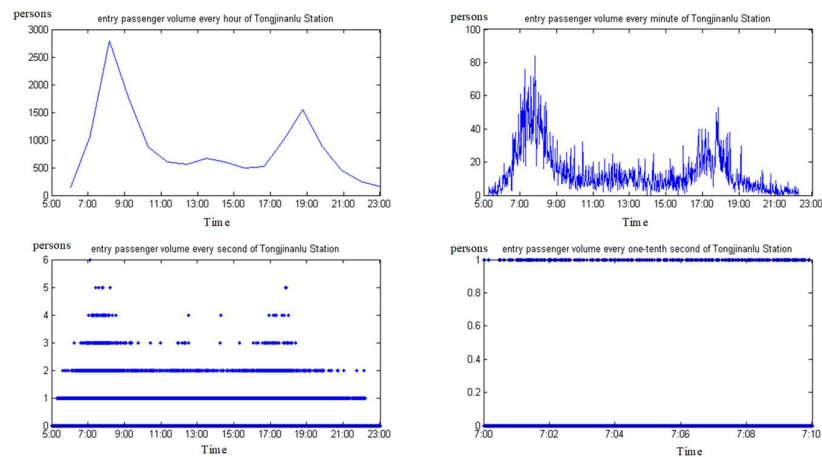 persons
entry passenger volume every hour of Tongjinanlu Station
3000
2500
2000
1500
1000
500
0
5:00 7:00 9:00 11:00 13:00 15:00 17:00 19:00 21:00 23:00
Time
persons
entry passenger volume every minute of Tongjinanlu Station
100
80
60
40
20
0
5:00 7:00 9:00 11:00 13:00 15:00 17:00 19:00 21:00 23:00
Time
persons
entry passenger volume every second of Tongjinanlu Station
6
5
4
3
2
1
0
5:00 7:00 9:00 11:00 13:00 15:00 17:00 19:00 21:00 23:00
Time
persons
entry passenger volume every one-tenth second of Tongjinanlu Station
1
0.8
0.6
0.4
0.2
0
7:00 7:02 7:04 7:06 7:08 7:10
Time